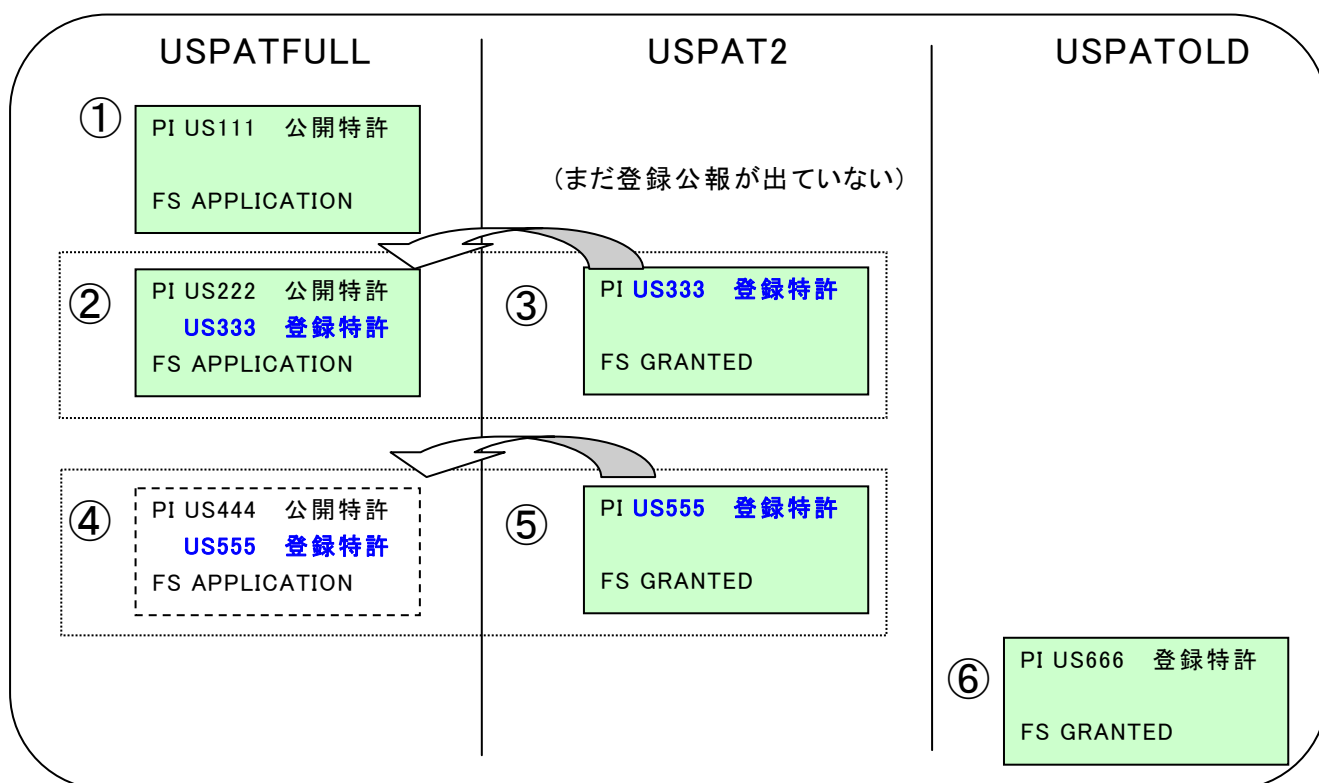 USPATFULL
USPAT2
USPATOLD
①
PI US111 公開特許
FS APPLICATION
(まだ登録公報が出ていない)
②
PI US222 公開特許
US333 登録特許
FS APPLICATION
③
PI US333 登録特許
FS GRANTED
④
PI US444 公開特許
US555 登録特許
FS APPLICATION
⑤
PI US555 登録特許
FS GRANTED
⑥
PI US666 登録特許
FS GRANTED